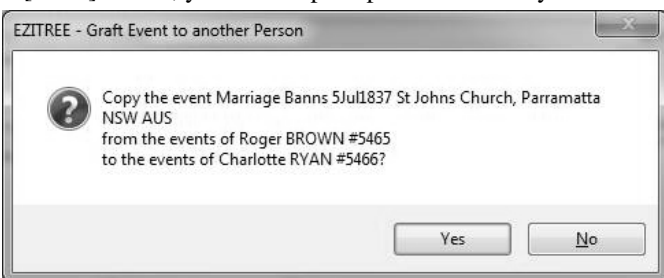 EZITREE - Graft Event to another Person
Copy the event Marriage Banns 5Jul1837 St Johns Church, Parramatta
NSW AUS
from the events of Roger BROWN #5465
to the events of Charlotte RYAN #5466?
Yes No